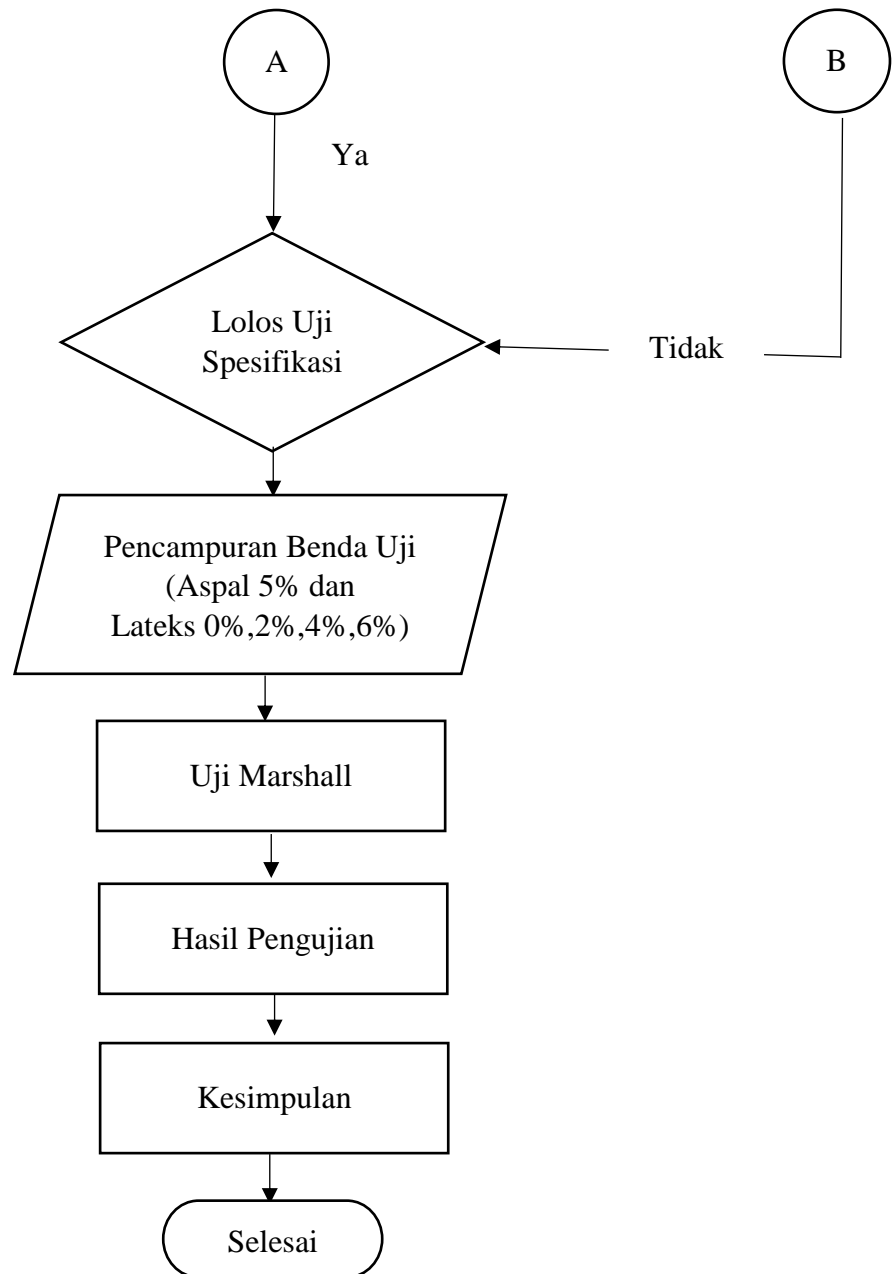 A
B
Ya
Lolos Uji
Spesifikasi
Tidak
Pencampuran Benda Uji
(Aspal 5% dan
Lateks 0%,2%,4%,6%)
Uji Marshall
Hasil Pengujian
Kesimpulan
Selesai